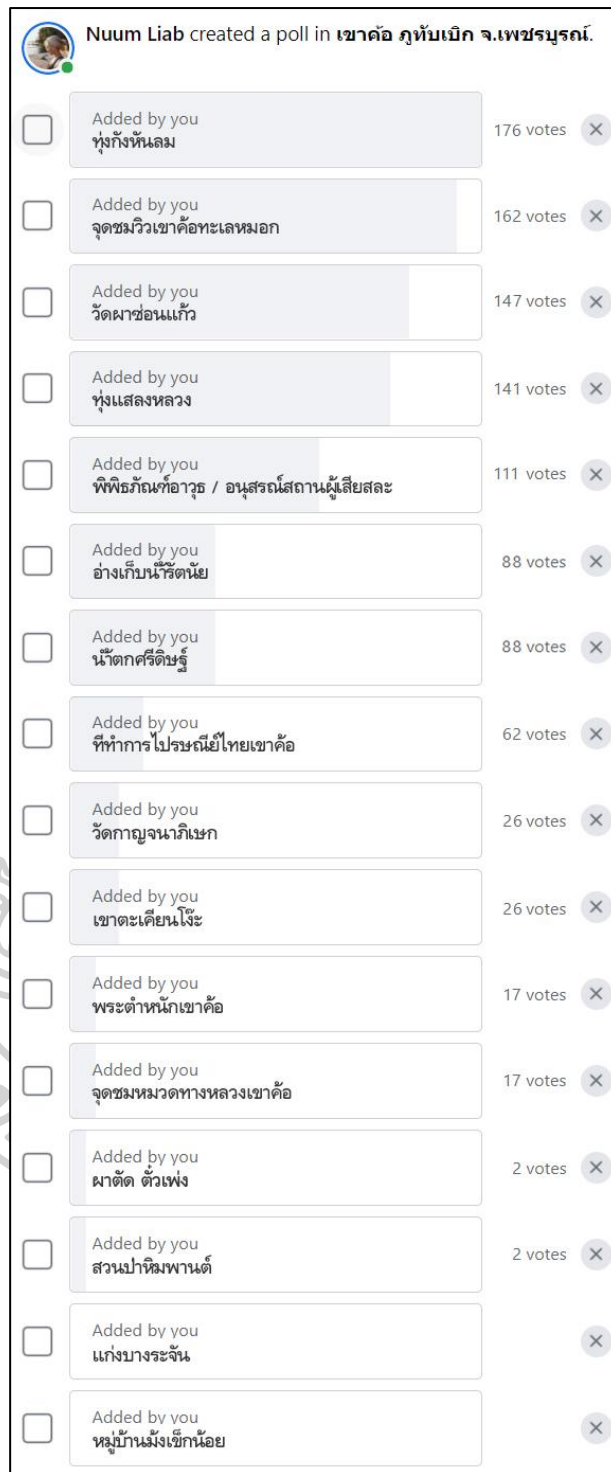 Nuum Liab created a poll in เขาค้อ ภูทับเบิก จ.เพชรบูรณ์.
Added by you
ทุ่งกังหันลม
176 votes
Added by you
จุดชมวิวเขาค้อทะเลหมอก
162 votes
Added by you
วัดผาซ่อนแก้ว
147 votes
Added by you
ทุ่งแสลงหลวง
141 votes
Added by you
พิพิธภัณฑ์อาวุธ / อนุสรณ์สถานผู้เสียสละ
111 votes
Added by you
อ่างเก็บน้ำรัตนัย
88 votes
Added by you
น้ำตกศรีดิษฐ์
88 votes
Added by you
ที่ทำการไปรษณีย์ไทยเขาค้อ
62 votes
Added by you
วัดกาญจนาภิเษก
26 votes
Added by you
เขาตะเคียนโง๊ะ
26 votes
Added by you
พระตำหนักเขาค้อ
17 votes
Added by you
จุดชมหมวดทางหลวงเขาค้อ
17 votes
Added by you
ผาตัด ตั๋วเพ่ง
2 votes
Added by you
สวนป่าหิมพานต์
2 votes
Added by you
แก่งบางระจัน
Added by you
หมู่บ้านม้งเข็กน้อย